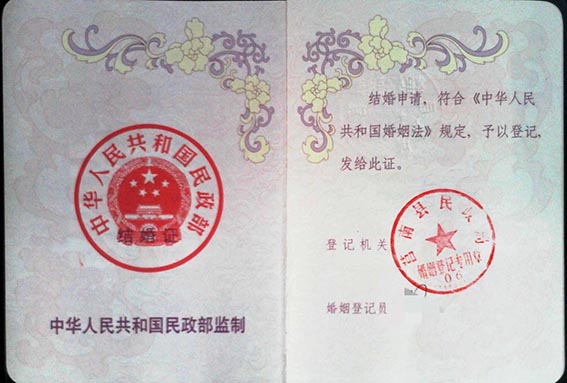 中华人民共和国民政部
结婚证
中华人民共和国民政部监制
结婚申请，符合《中华人民
共和国婚姻法》规定，予以登记，
发给此证。
登记机关
莒南县民政局
婚姻登记专用章
06
婚姻登记员